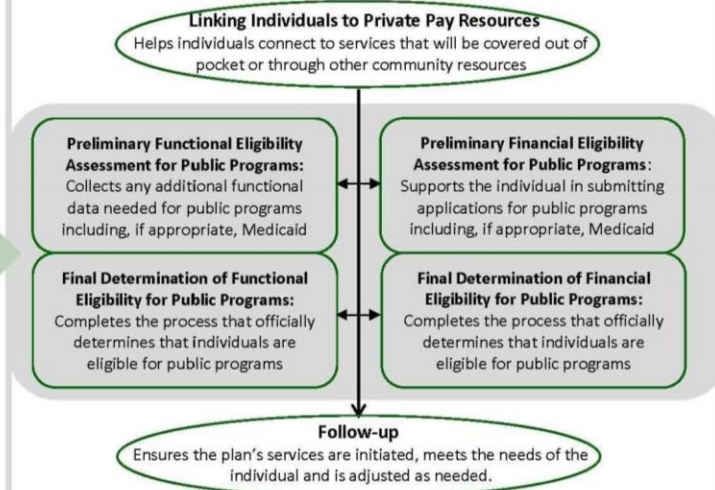 Linking Individuals to Private Pay Resources
Helps individuals connect to services that will be covered out of
pocket or through other community resources
Preliminary Functional Eligibility
Assessment for Public Programs:
Collects any additional functional
data needed for public programs
including, if appropriate, Medicaid
Preliminary Financial Eligibility
Assessment for Public Programs:
Supports the individual in submitting
applications for public programs
including, if appropriate, Medicaid
Final Determination of Functional
Eligibility for Public Programs:
Completes the process that officially
determines that individuals are
eligible for public programs
Final Determination of Financial
Eligibility for Public Programs:
Completes the process that officially
determines that individuals are
eligible for public programs
Follow-up
Ensures the plan's services are initiated, meets the needs of the
individual and is adjusted as needed.